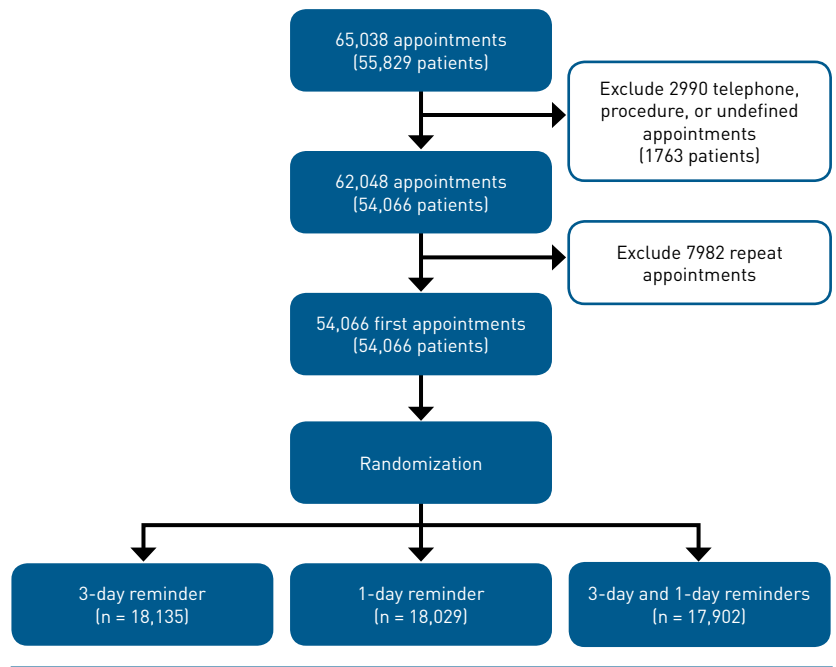 65,038 appointments
(55,829 patients)
Exclude 2990 telephone,
procedure, or undefined
appointments
(1763 patients)
62,048 appointments
(54,066 patients)
Exclude 7982 repeat
appointments
54,066 first appointments
(54,066 patients)
Randomization
3-day reminder
(n = 18,135)
1-day reminder
(n = 18,029)
3-day and 1-day reminders
(n = 17,902)